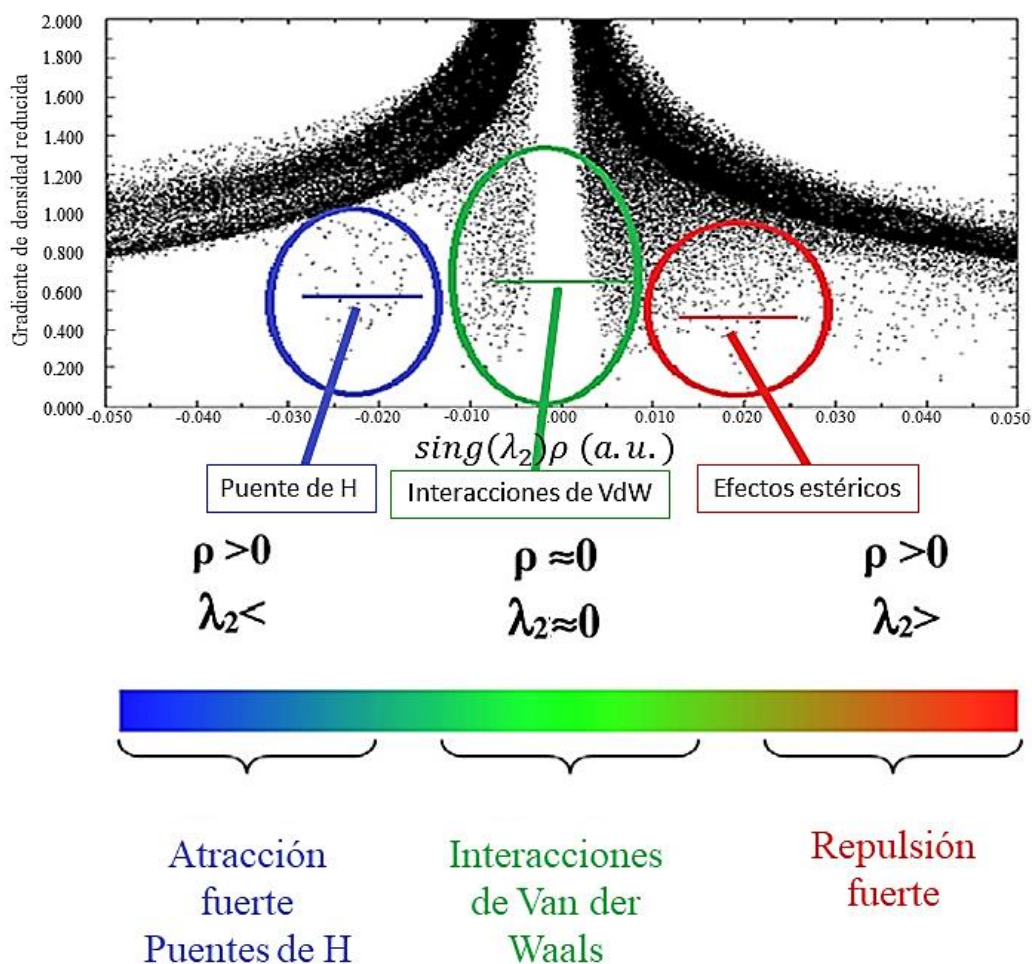 Gradiente de densidad reducida
2.000
1.800
1.600
1.400
1.200
1.000
0.800
0.600
0.400
0.200
0.000
-0.050 -0.040 -0.030 -0.020 -0.010 0.000 0.010 0.020 0.030 0.040 0.050
sing(λ₂)ρ (a.u.)
Puente de H
Interacciones de VdW
Efectos estéricos
ρ >0 ρ ≈0 ρ >0
λ₂< λ₂≈0 λ₂>
Atracción
fuerte
Puentes de H
Interacciones
de Van der
Waals
Repulsión
fuerte